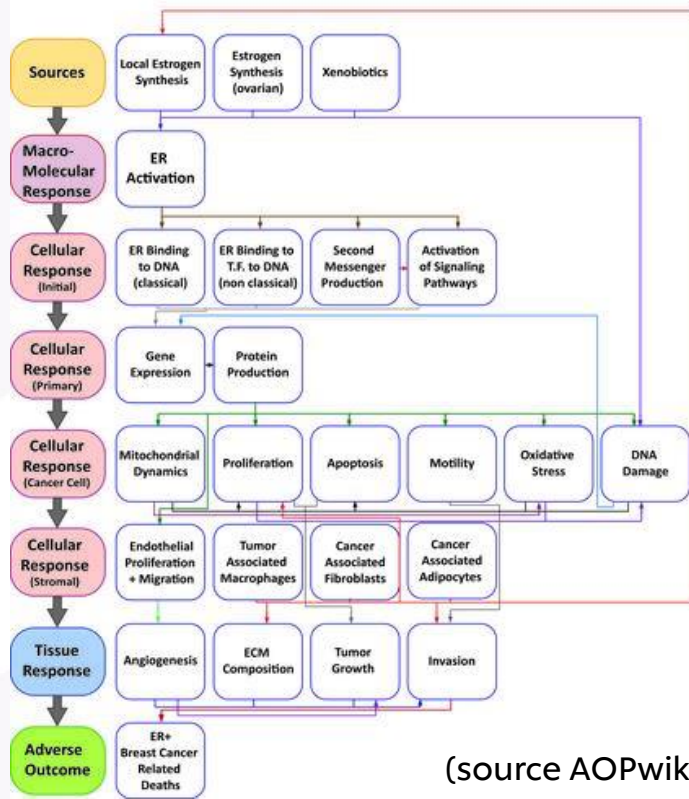 Sources
Local Estrogen
Synthesis
Estrogen
Synthesis
(ovarian)
Xenobiotics
Macro-
Molecular
Response
ER
Activation
Cellular
Response
(Initial)
ER Binding
to DNA
(classical)
ER Binding to
T.F. to DNA
(non classical)
Second
Messenger
Production
Activation
of Signaling
Pathways
Cellular
Response
(Primary)
Gene
Expression
Protein
Production
Cellular
Response
(Cancer Cell)
Mitochondrial
Dynamics
Proliferation
Apoptosis
Motility
Oxidative
Stress
DNA
Damage
Cellular
Response
(Stromal)
Endothelial
Proliferation
+ Migration
Tumor
Associated
Macrophages
Cancer
Associated
Fibroblasts
Cancer
Associated
Adipocytes
Tissue
Response
Angiogenesis
ECM
Composition
Tumor
Growth
Invasion
Adverse
Outcome
ER+
Breast Cancer
Related
Deaths
(source AOPwik